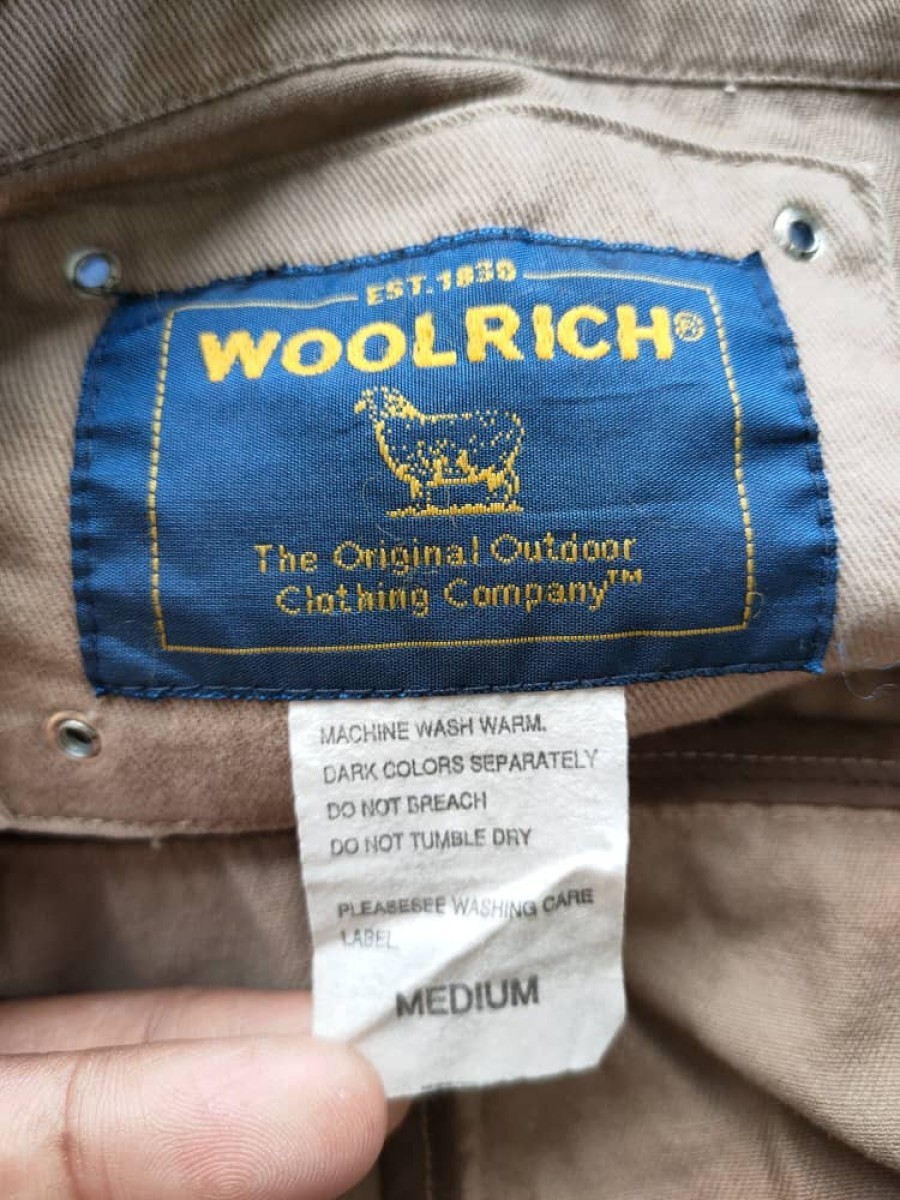 EST. 1830
WOOLRICH®
The Original Outdoor
Clothing Company™
MACHINE WASH WARM.
DARK COLORS SEPARATELY
DO NOT BREACH
DO NOT TUMBLE DRY
PLEASESEE WASHING CARE
LABEL
MEDIUM